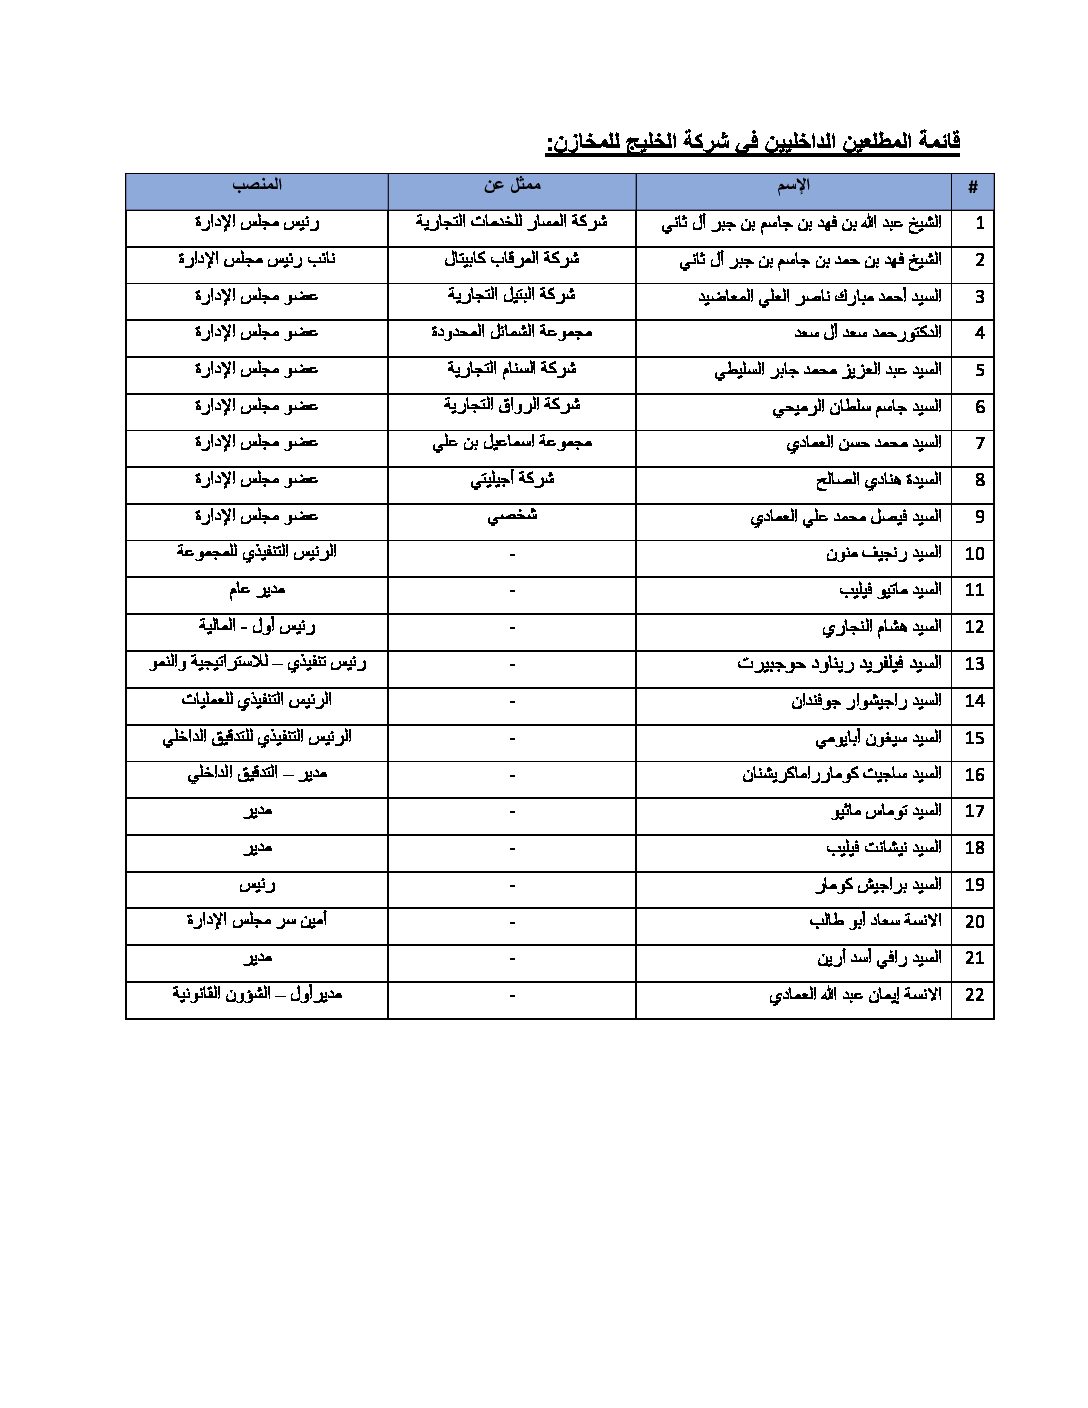 قائمة المطلعين الداخليين في شركة الخليج للمخازن:
# الإسم ممثل عن المنصب
1 الشيخ عبد الله بن فهد بن جاسم بن جبر آل ثاني شركة المسار للخدمات التجارية رئيس مجلس الإدارة
2 الشيخ فهد بن حمد بن جاسم بن جبر آل ثاني شركة المرقاب كابيتال نائب رئيس مجلس الإدارة
3 السيد أحمد مبارك ناصر العلي المعاضيد شركة البتيل التجارية عضو مجلس الإدارة
4 الدكتورحمد سعد آل سعد مجموعة الشمائل المحدودة عضو مجلس الإدارة
5 السيد عبد العزيز محمد جابر السليطي شركة السنام التجارية عضو مجلس الإدارة
6 السيد جاسم سلطان الرميحي شركة الرواق التجارية عضو مجلس الإدارة
7 السيد محمد حسن العمادي مجموعة اسماعيل بن علي عضو مجلس الإدارة
8 السيدة هنادي الصالح شركة أجيليتي عضو مجلس الإدارة
9 السيد فيصل محمد علي العمادي شخصي عضو مجلس الإدارة
10 السيد رنجيف منون - الرئيس التنفيذي للمجموعة
11 السيد ماتيو فيليب - مدير عام
12 السيد هشام النجاري - رئيس أول - المالية
13 السيد فيلفريد ريناود حوجبيرت - رئيس تنفيذي – للاستراتيجية والنمو
14 السيد راجيشوار جوفندان - الرئيس التنفيذي للعمليات
15 السيد سيغون أبايومي - الرئيس التنفيذي للتدقيق الداخلي
16 السيد ساجيت كومارراماكريشنان - مدير – التدقيق الداخلي
17 السيد توماس ماثيو - مدير
18 السيد نيشانت فيليب - مدير
19 السيد براجيش كومار - رئيس
20 الانسة سعاد أبو طالب - أمين سر مجلس الإدارة
21 السيد رافي أسد أرين - مدير
22 الانسة إيمان عبد الله العمادي - مديرأول – الشؤون القانونية